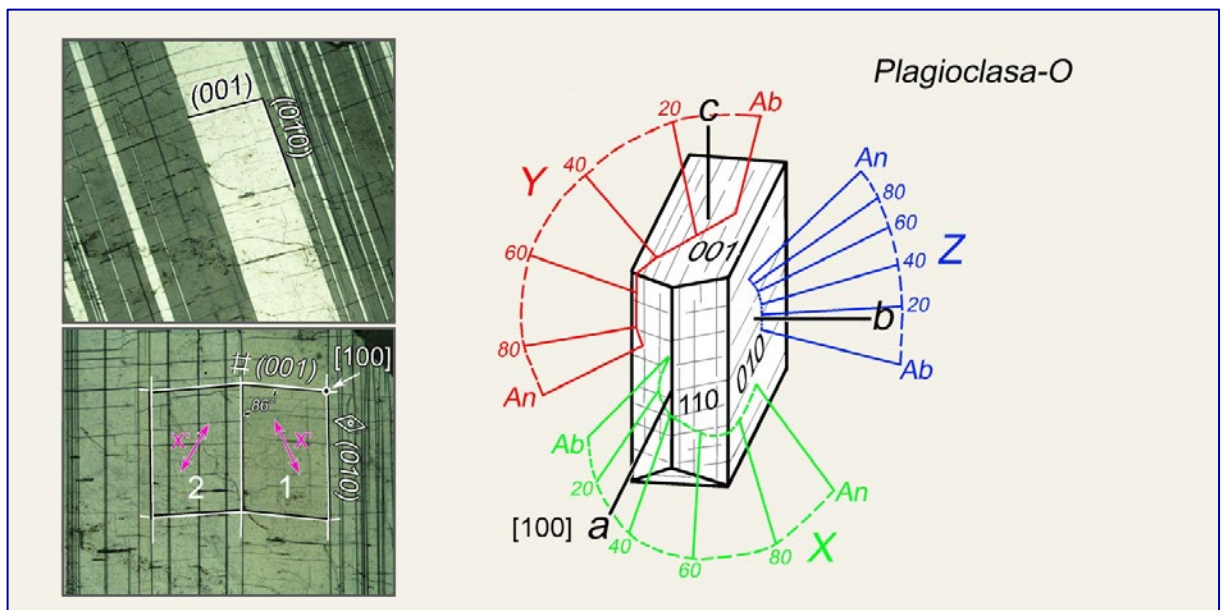 Plagioclasa-O
(001)
(010)
# (001)
[100]
86°
X'
X'
2
1
(010)
20
c
Ab
40
Y
60
80
An
001
An
80
60
Z
40
20
b
Ab
010
110
Ab
20
[100] a
40
60
80
X
An